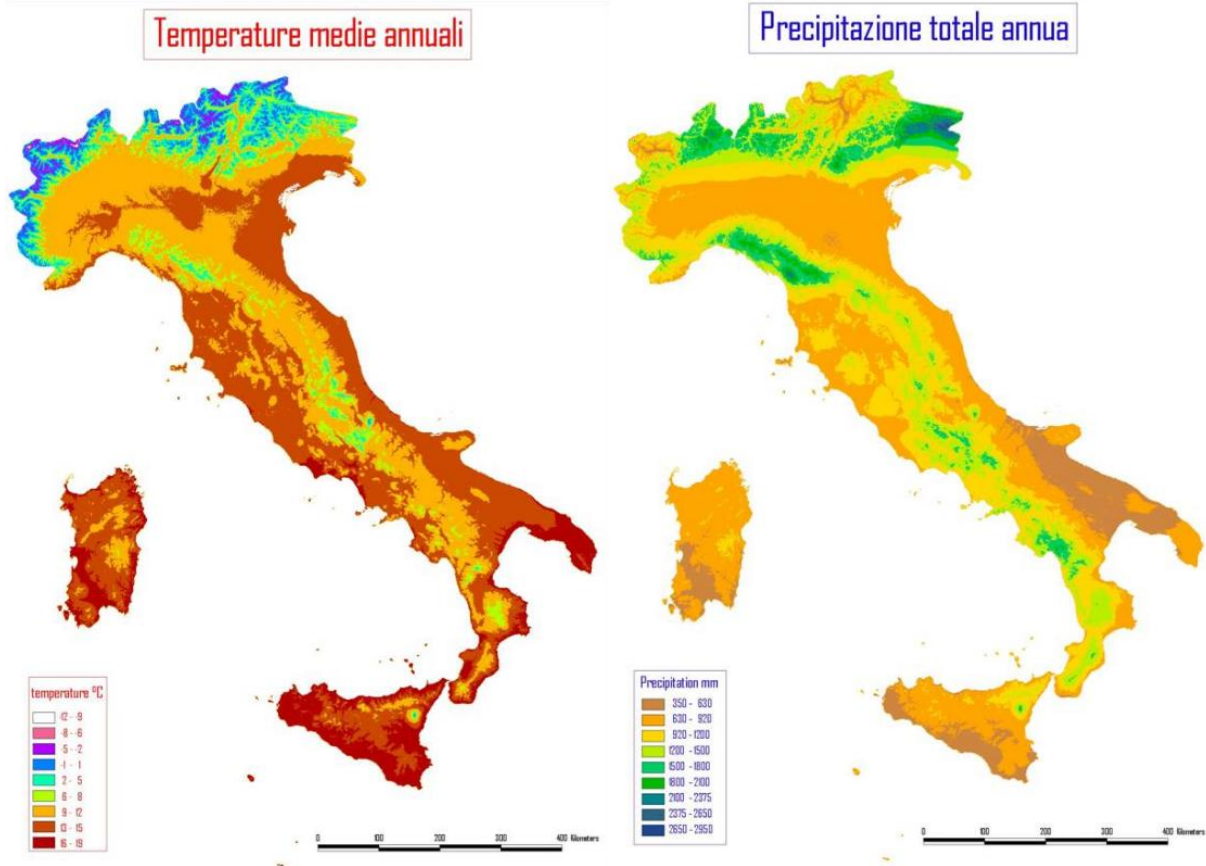 Temperature medie annuali
Precipitazione totale annua
temperature °C
-12 - -9
-8 - -6
-5 - -2
-1 - 1
2 - 5
6 - 8
9 - 12
13 - 15
16 - 19
0 100 200 300 400 Kilometers
Precipitation mm
350 - 630
630 - 920
920 - 1200
1200 - 1500
1500 - 1800
1800 - 2100
2100 - 2375
2375 - 2650
2650 - 2950
0 100 200 300 400 Kilometers